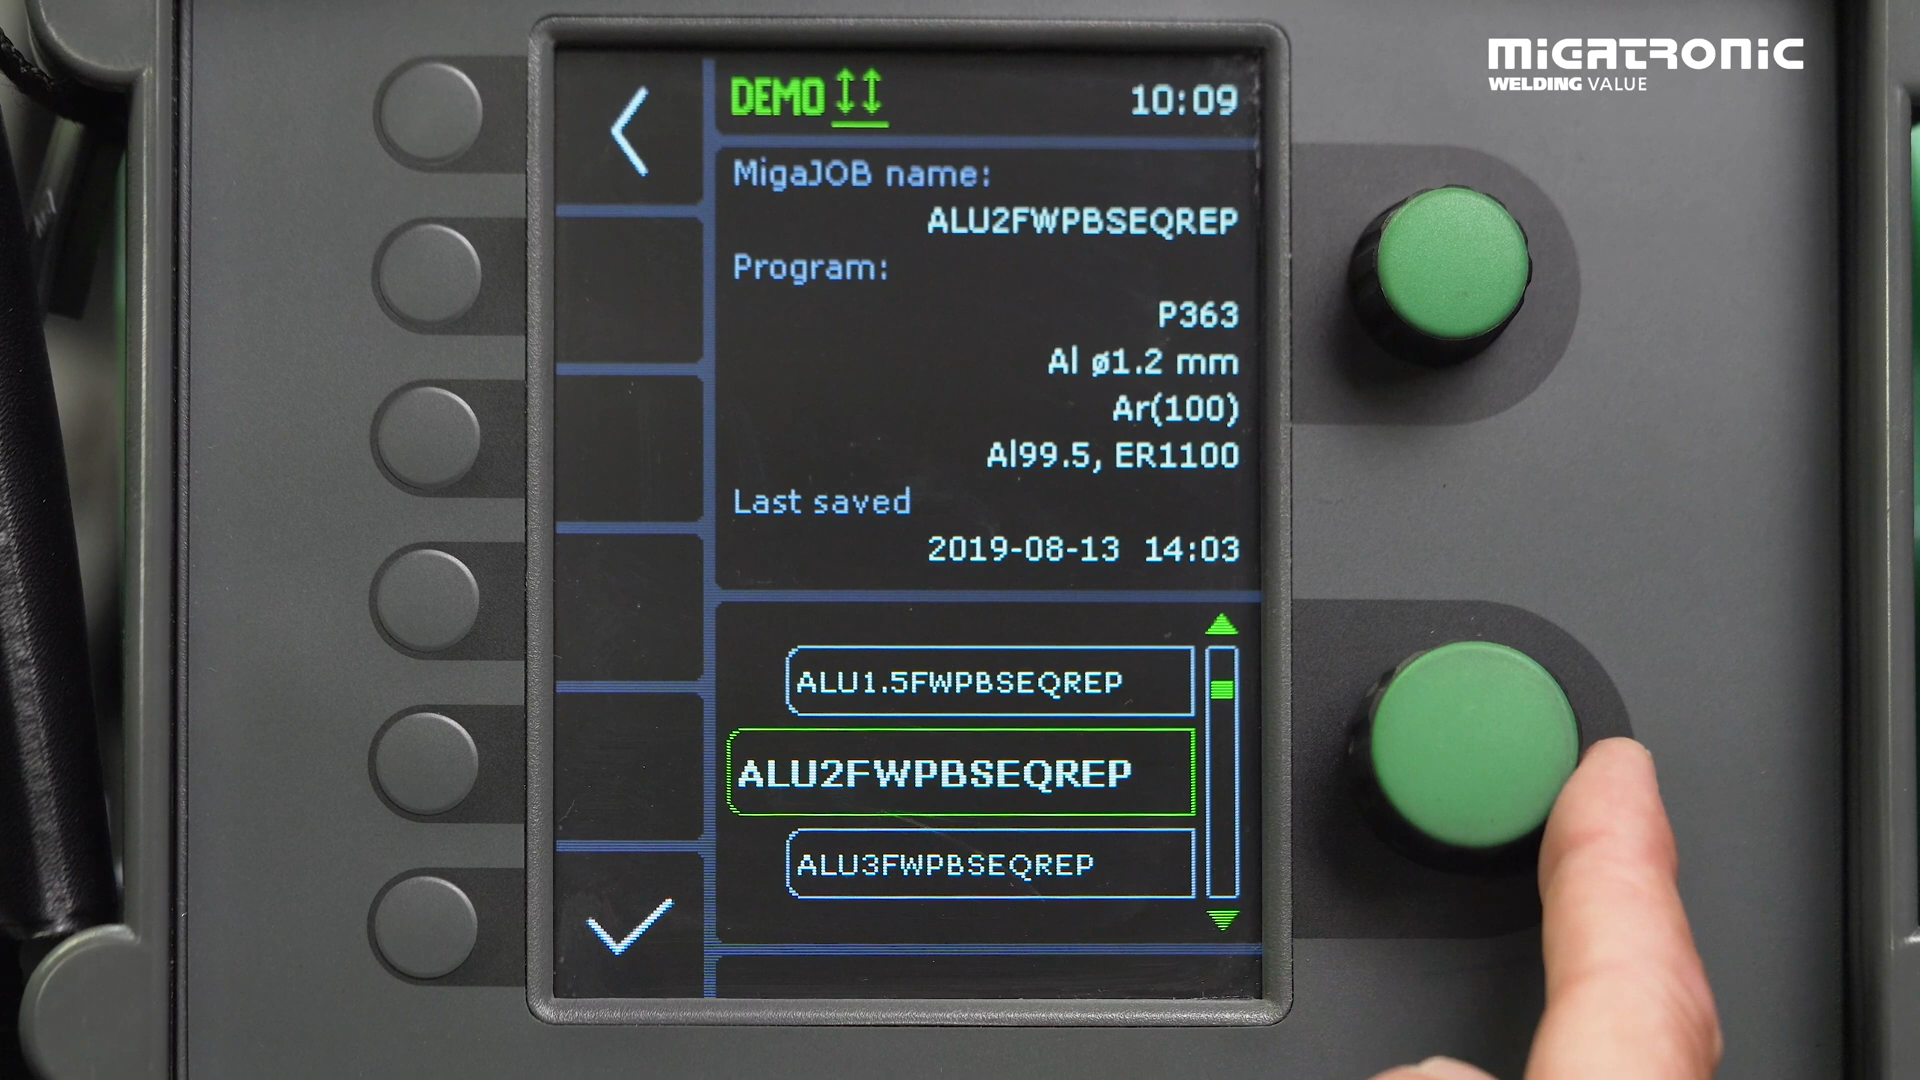 MIGATRONIC
WELDING VALUE
DEMO
10:09
MigaJOB name:
ALU2FWPBSEQREP
Program:
P363
Al ø1.2 mm
Ar(100)
Al99.5, ER1100
Last saved
2019-08-13 14:03
ALU1.5FWPBSEQREP
ALU2FWPBSEQREP
ALU3FWPBSEQREP